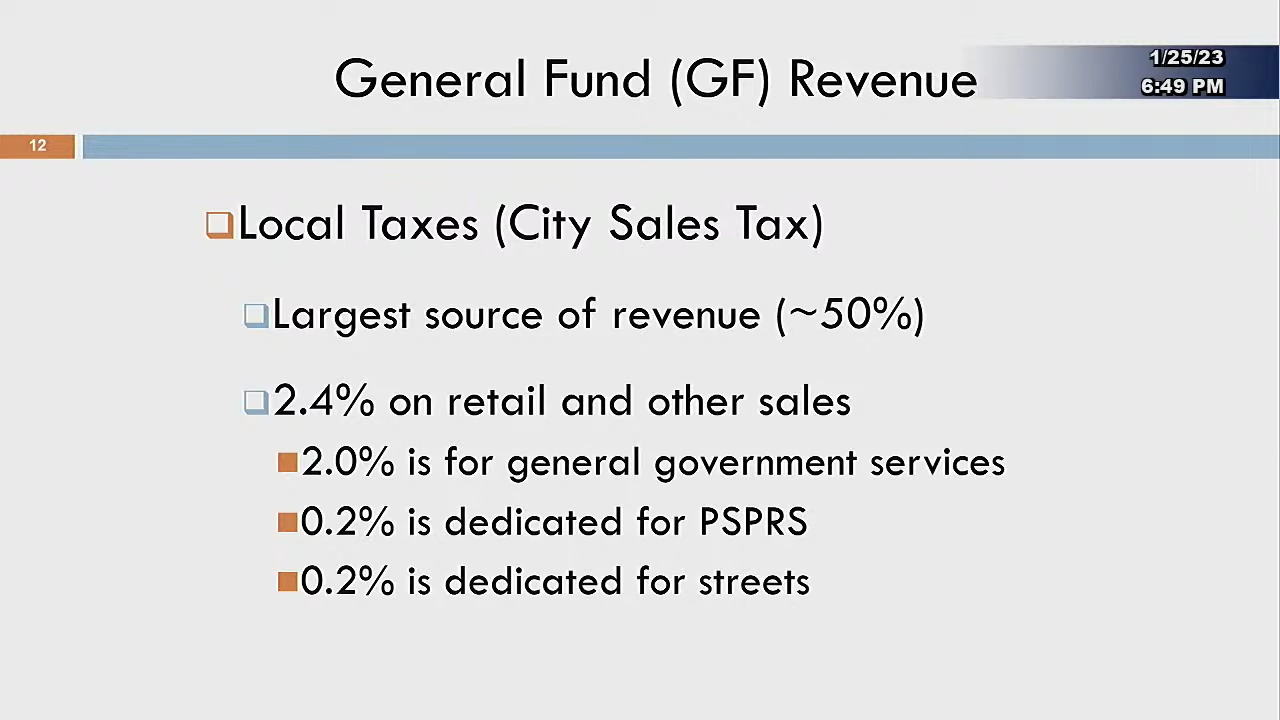 General Fund (GF) Revenue
1/25/23
6:49 PM
12
Local Taxes (City Sales Tax)
Largest source of revenue (~50%)
2.4% on retail and other sales
2.0% is for general government services
0.2% is dedicated for PSPRS
0.2% is dedicated for streets